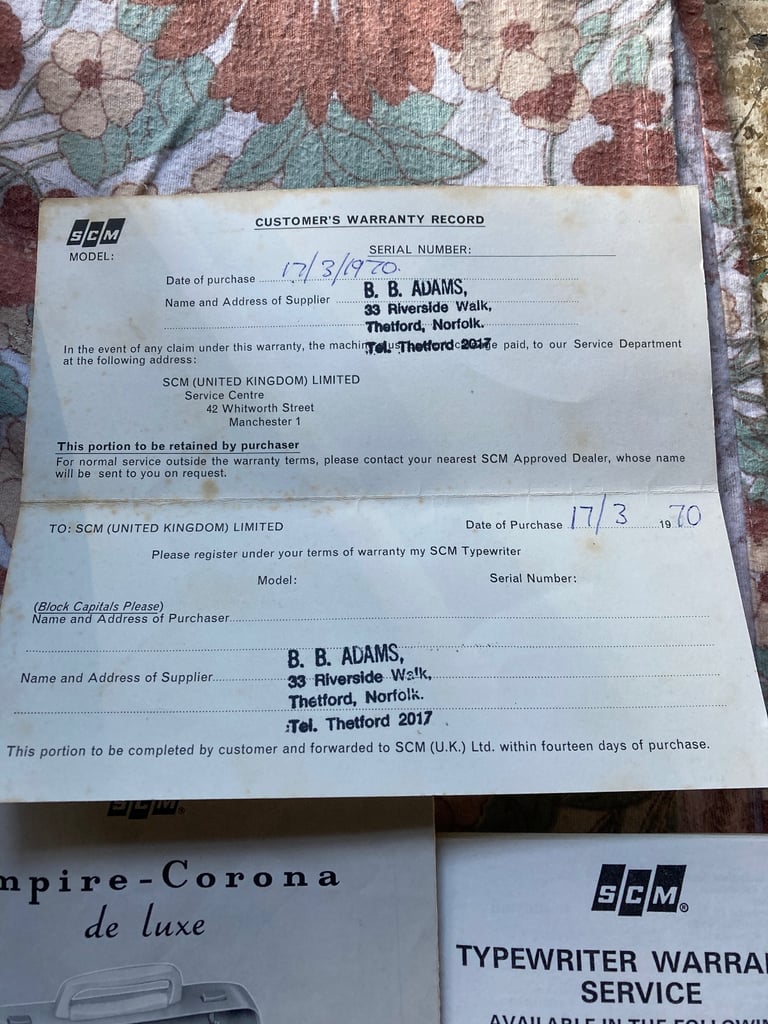 CUSTOMER'S WARRANTY RECORD
SCM
MODEL:
SERIAL NUMBER:
Date of purchase 17/3/1970.
Name and Address of Supplier B. B. ADAMS,
33 Riverside Walk,
Thetford, Norfolk.
Tel. Thetford 2017
In the event of any claim under this warranty, the paid, to our Service Department
at the following address:
SCM (UNITED KINGDOM) LIMITED
Service Centre
42 Whitworth Street
Manchester 1
This portion to be retained by purchaser
For normal service outside the warranty terms, please contact your nearest SCM Approved Dealer, whose name
will be sent to you on request.
TO: SCM (UNITED KINGDOM) LIMITED
Date of Purchase 17/3 1970
Please register under your terms of warranty my SCM Typewriter
Model:
Serial Number:
(Block Capitals Please)
Name and Address of Purchaser
B. B. ADAMS,
Name and Address of Supplier 33 Riverside Walk,
Thetford, Norfolk.
Tel. Thetford 2017
This portion to be completed by customer and forwarded to SCM (U.K.) Ltd. within fourteen days of purchase.
SCM
mpire-Corona
de luxe
SCM®
TYPEWRITER WARRA
SERVICE
AVAILABLE IN THE FOLLOWIN